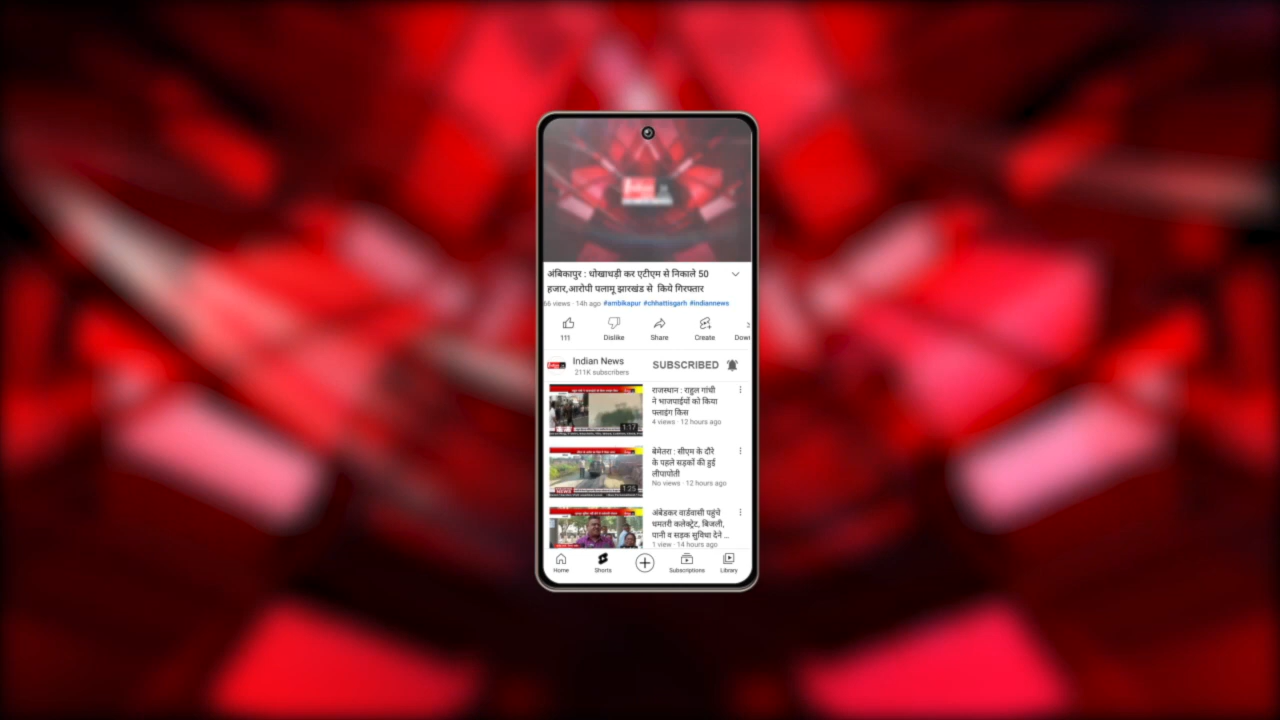 अंबिकापुर : धोखाधड़ी कर एटीएम से निकाले 50
हजार,आरोपी पलामू झारखंड से किये गिरफ्तार
66 views · 14h ago #ambikapur #chhattisgarh #indiannews
111
Dislike
Share
Create
Indian News
211K subscribers
SUBSCRIBED
राजस्थान : राहुल गांधी
ने भाजपाईयों को किया
फ्लाइंग किस
4 views · 12 hours ago
1:17
बेमेतरा : सीएम के दौरे
के पहले सड़कों की हुई
लीपापोती
No views · 12 hours ago
1:25
अंबेडकर वार्डवासी पहुंचे
धमतरी कलेक्ट्रेट, बिजली,
पानी व सड़क सुविधा देने ...
1 view · 14 hours ago
Home
Shorts
Subscriptions
Library